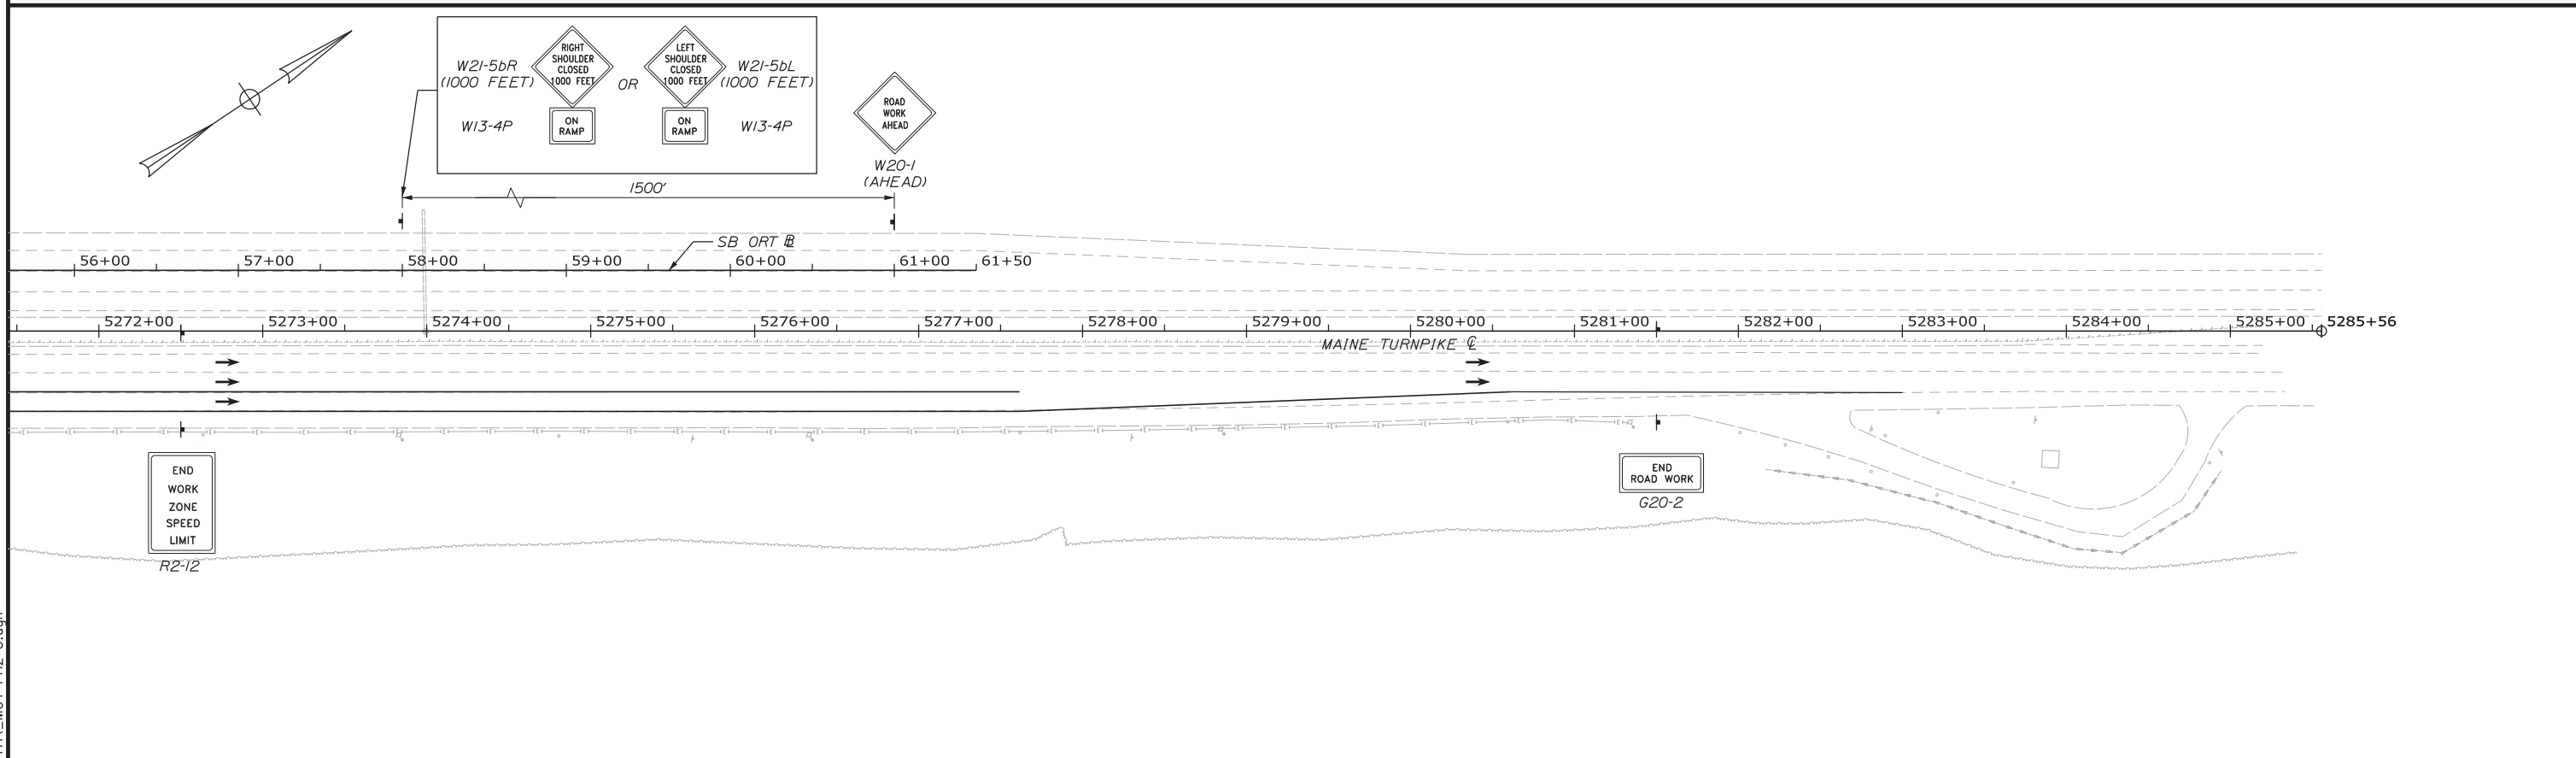 W21-5bR
(1000 FEET)
RIGHT
SHOULDER
CLOSED
1000 FEET
OR
LEFT
SHOULDER
CLOSED
1000 FEET
W21-5bL
(1000 FEET)
W13-4P
ON
RAMP
ON
RAMP
W13-4P
ROAD
WORK
AHEAD
W20-1
(AHEAD)
1500'
SB ORT BL
56+00 57+00 58+00 59+00 60+00 61+00 61+50
5272+00 5273+00 5274+00 5275+00 5276+00 5277+00 5278+00 5279+00 5280+00 5281+00 5282+00 5283+00 5284+00 5285+00 5285+56
MAINE TURNPIKE ℄
END
WORK
ZONE
SPEED
LIMIT
R2-12
END
ROAD WORK
G20-2